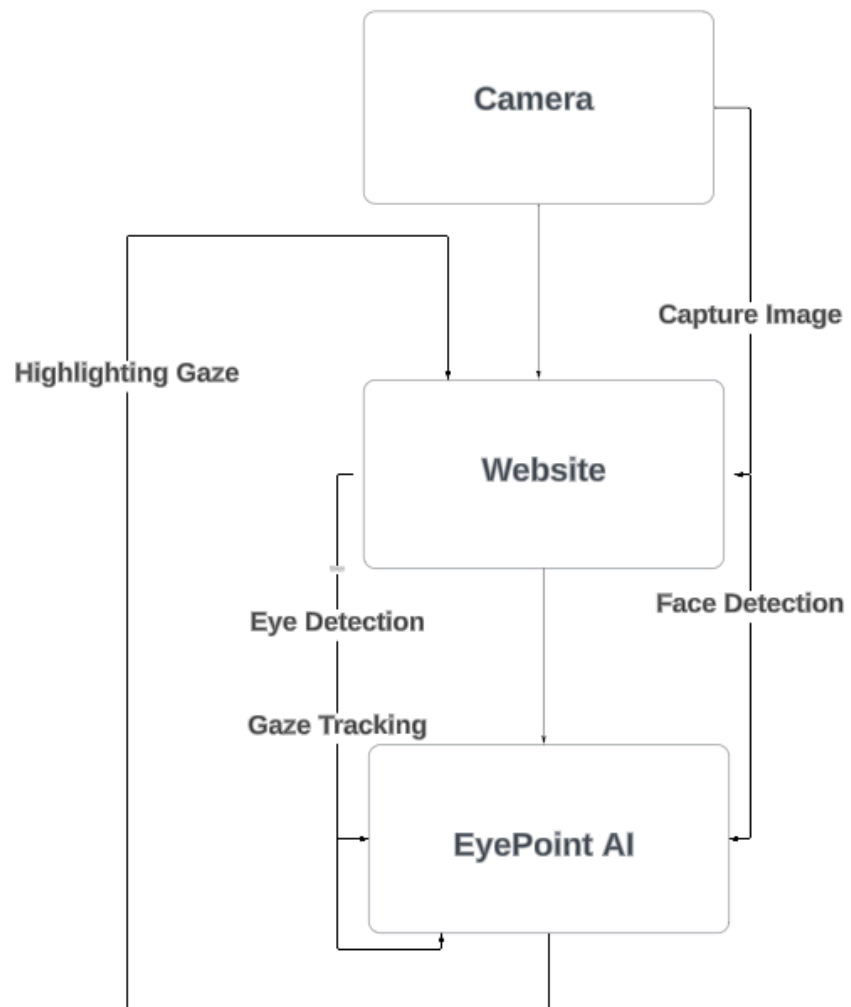 Camera
Capture Image
Highlighting Gaze
Website
Face Detection
Eye Detection
Gaze Tracking
EyePoint AI